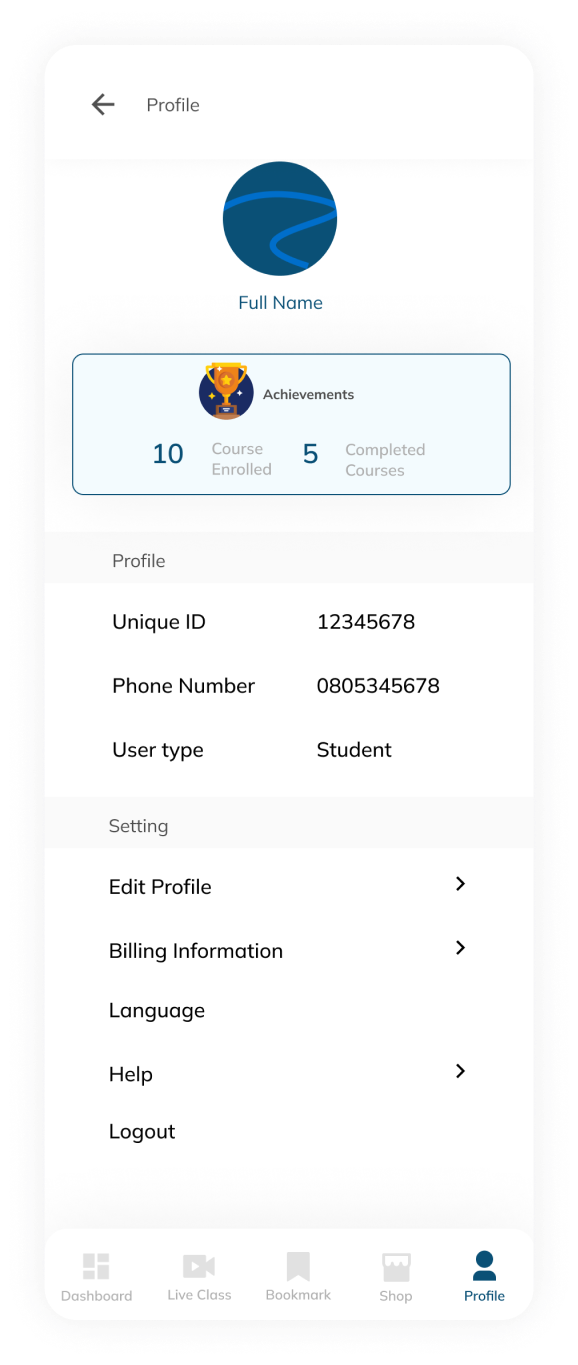 Profile
Full Name
Achievements
10 Course Enrolled 5 Completed Courses
Profile
Unique ID 12345678
Phone Number 0805345678
User type Student
Setting
Edit Profile
Billing Information
Language
Help
Logout
Dashboard Live Class Bookmark Shop Profile